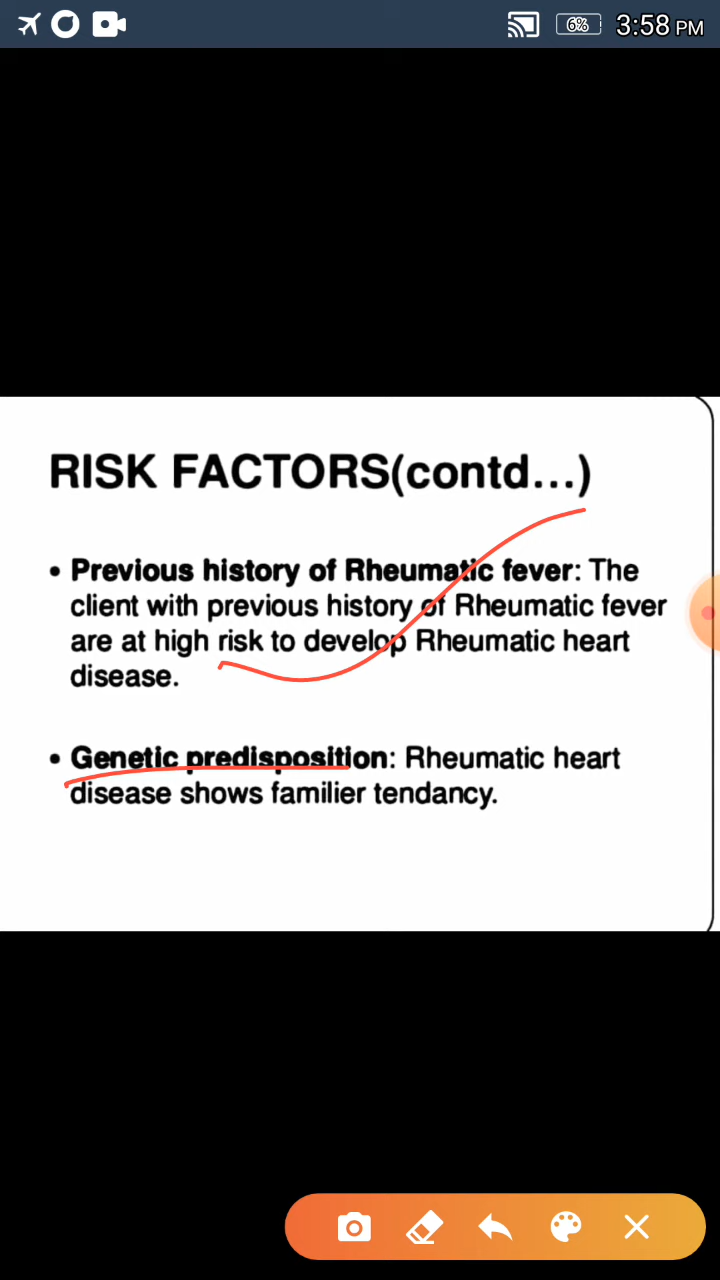 6% 3:58 PM
RISK FACTORS(contd...)
• Previous history of Rheumatic fever: The
client with previous history of Rheumatic fever
are at high risk to develop Rheumatic heart
disease.
• Genetic predisposition: Rheumatic heart
disease shows familier tendancy.